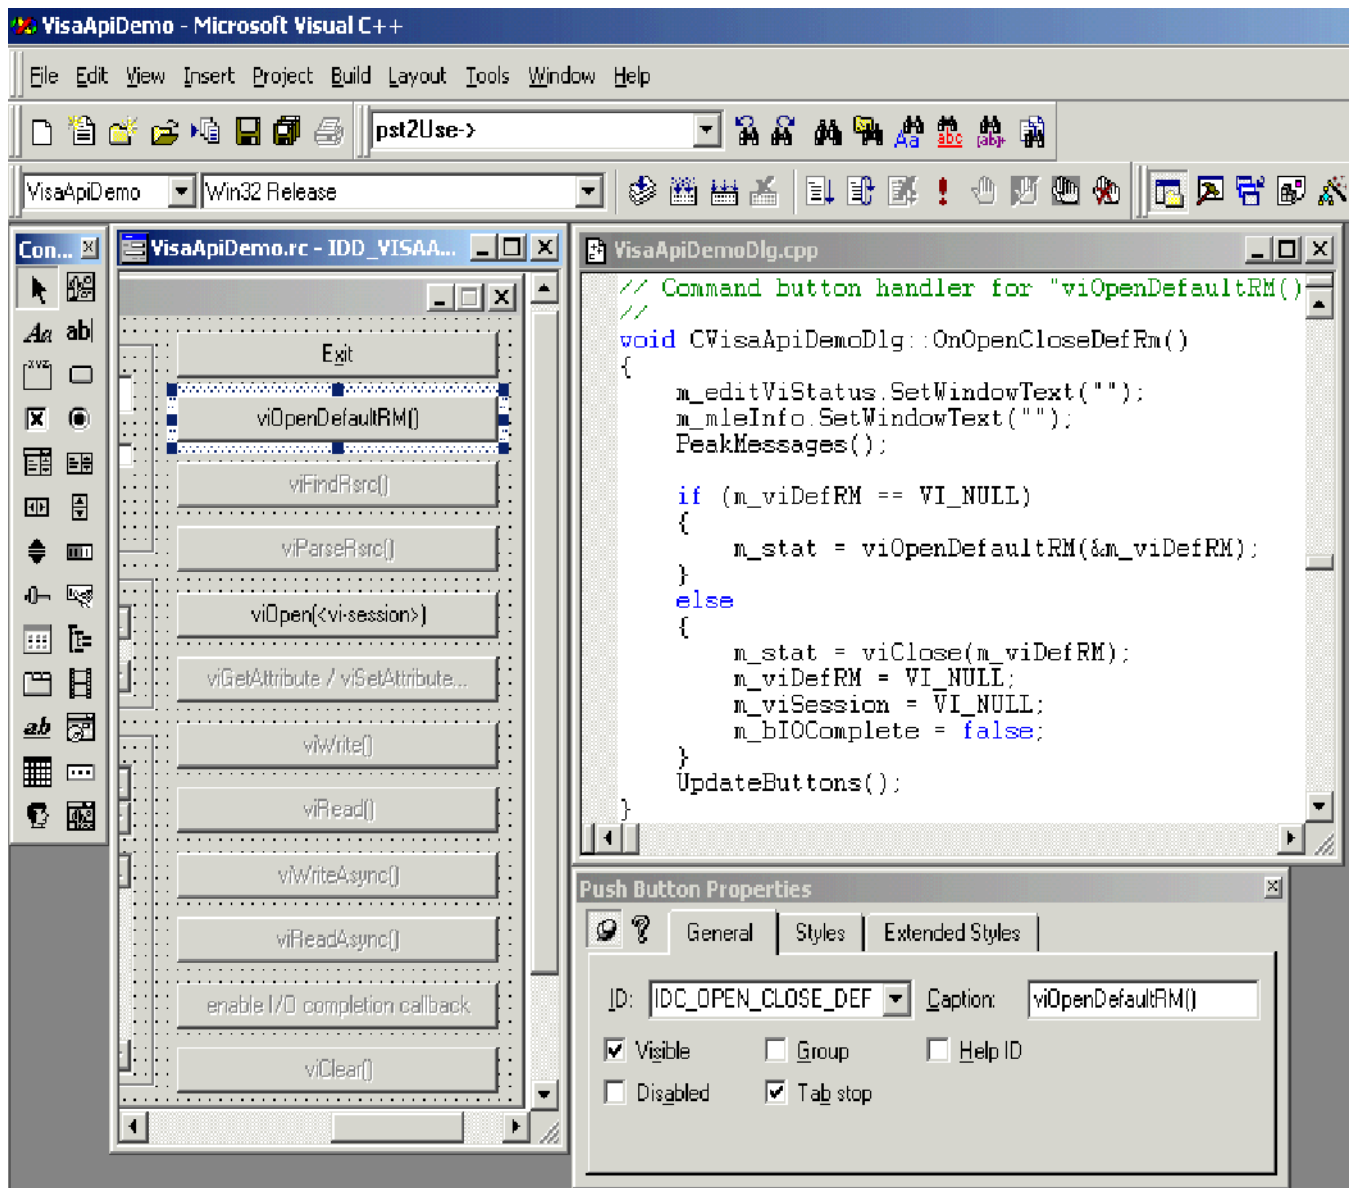 VisaApiDemo - Microsoft Visual C++
File Edit View Insert Project Build Layout Tools Window Help
pst2Use->
VisaApiDemo Win32 Release
Con...
VisaApiDemo.rc - IDD_VISAA...
Exit
viOpenDefaultRM()
viFindRsrc()
viParseRsrc()
viOpen(<vi-session>)
viGetAttribute / viSetAttribute...
viWrite()
viRead()
viWriteAsync()
viReadAsync()
enable I/O completion callback
viClear()
VisaApiDemoDlg.cpp
// Command button handler for "viOpenDefaultRM()
//
void CVisaApiDemoDlg::OnOpenCloseDefRm()
{
    m_editViStatus.SetWindowText("");
    m_mleInfo.SetWindowText("");
    PeakMessages();
    if (m_viDefRM == VI_NULL)
    {
        m_stat = viOpenDefaultRM(&m_viDefRM);
    }
    else
    {
        m_stat = viClose(m_viDefRM);
        m_viDefRM = VI_NULL;
        m_viSession = VI_NULL;
        m_bIOComplete = false;
    }
    UpdateButtons();
}
Push Button Properties
General Styles Extended Styles
ID: IDC_OPEN_CLOSE_DEF Caption: viOpenDefaultRM()
Visible Group Help ID
Disabled Tab stop